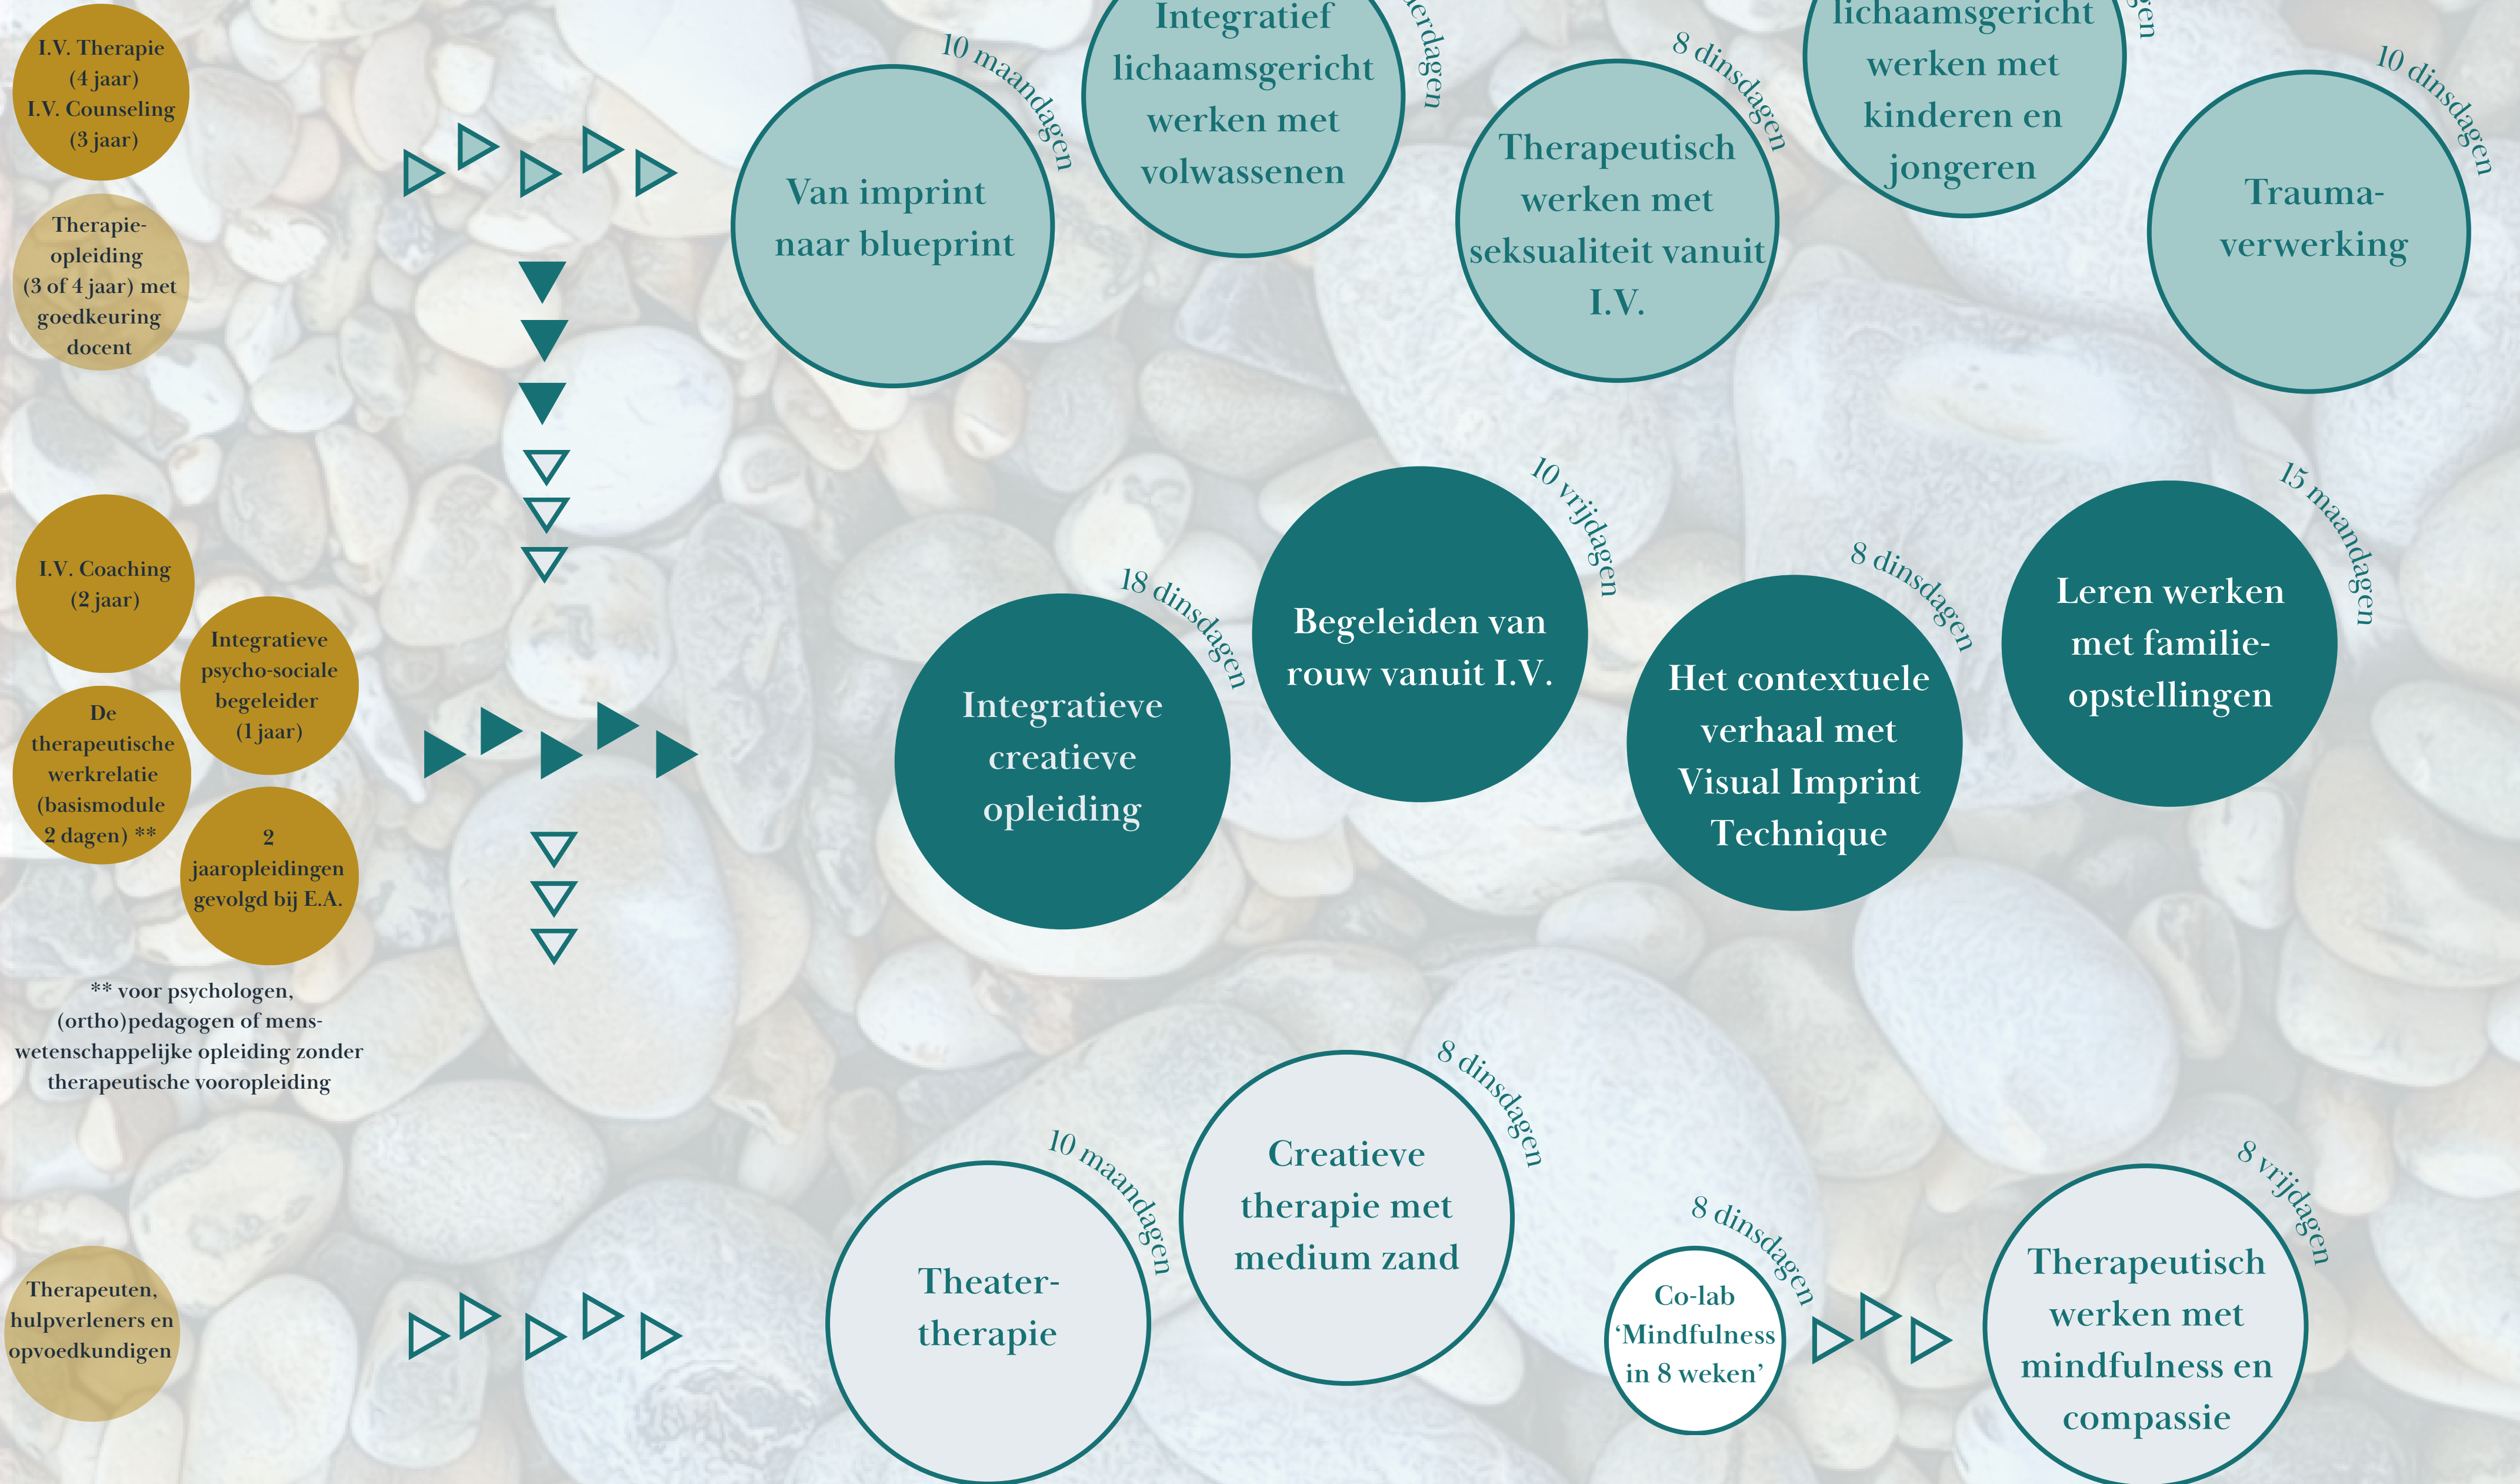 I.V. Therapie
(4 jaar)
I.V. Counseling
(3 jaar)
Therapie-
opleiding
(3 of 4 jaar) met
goedkeuring
docent
10 maandagen
Van imprint
naar blueprint
Integratief
lichaamsgericht
werken met
volwassenen
8 dinsdagen
Therapeutisch
werken met
seksualiteit vanuit
I.V.
lichaamsgericht
werken met
kinderen en
jongeren
10 dinsdagen
Trauma-
verwerking
I.V. Coaching
(2 jaar)
Integratieve
psycho-sociale
begeleider
(1 jaar)
De
therapeutische
werkrelatie
(basismodule
2 dagen) **
2
jaaropleidingen
gevolgd bij E.A.
** voor psychologen,
(ortho)pedagogen of mens-
wetenschappelijke opleiding zonder
therapeutische vooropleiding
18 dinsdagen
Integratieve
creatieve
opleiding
10 vrijdagen
Begeleiden van
rouw vanuit I.V.
8 dinsdagen
Het contextuele
verhaal met
Visual Imprint
Technique
15 maandagen
Leren werken
met familie-
opstellingen
Therapeuten,
hulpverleners en
opvoedkundigen
10 maandagen
Theater-
therapie
8 dinsdagen
Creatieve
therapie met
medium zand
8 dinsdagen
Co-lab
‘Mindfulness
in 8 weken’
8 vrijdagen
Therapeutisch
werken met
mindfulness en
compassie